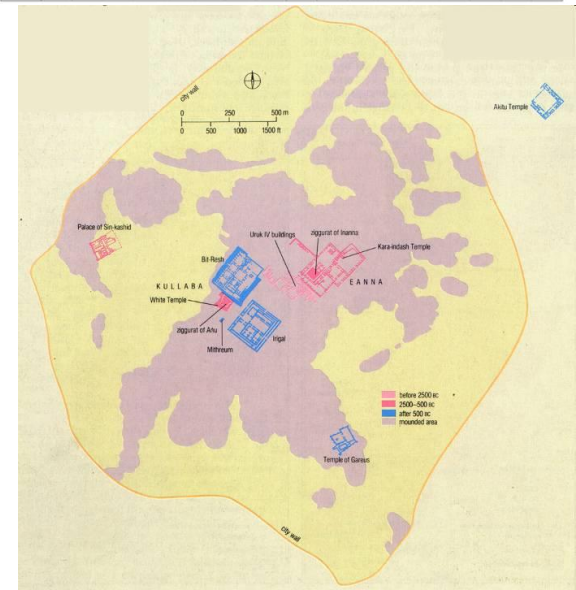 city wall
0 250 500 m
0 500 1000 1500 ft
Akitu Temple
Palace of Sin-kashid
Uruk IV buildings
ziggurat of Inanna
Kara-indash Temple
Bit-Resh
KULLABA
EANNA
White Temple
ziggurat of Anu
Irigal
Mithreum
before 2500 BC
2500–500 BC
after 500 BC
mounded area
Temple of Gareus
city wall